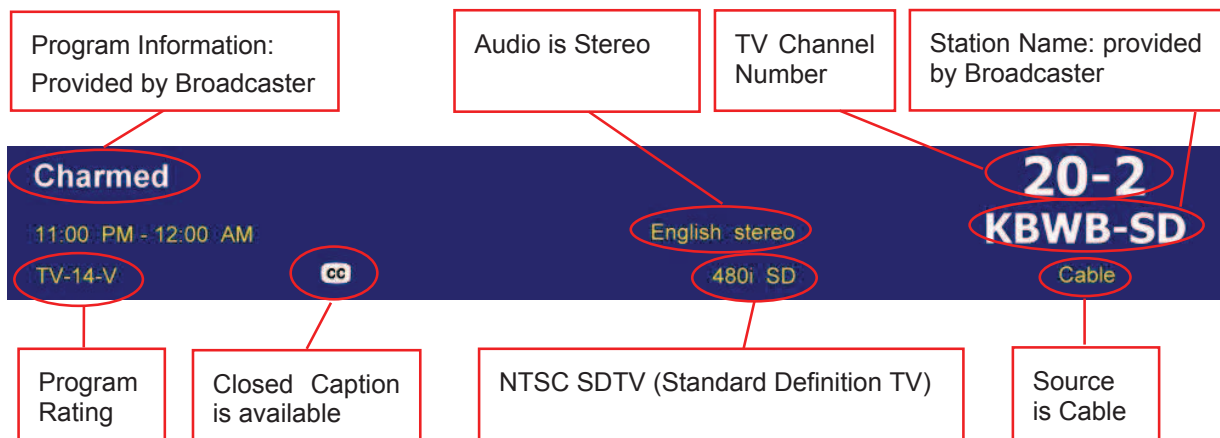 Program Information:
Provided by Broadcaster
Audio is Stereo
TV Channel
Number
Station Name: provided
by Broadcaster
Charmed
20-2
KBWB-SD
11:00 PM - 12:00 AM
English stereo
TV-14-V
cc
480i SD
Cable
Program
Rating
Closed Caption
is available
NTSC SDTV (Standard Definition TV)
Source
is Cable